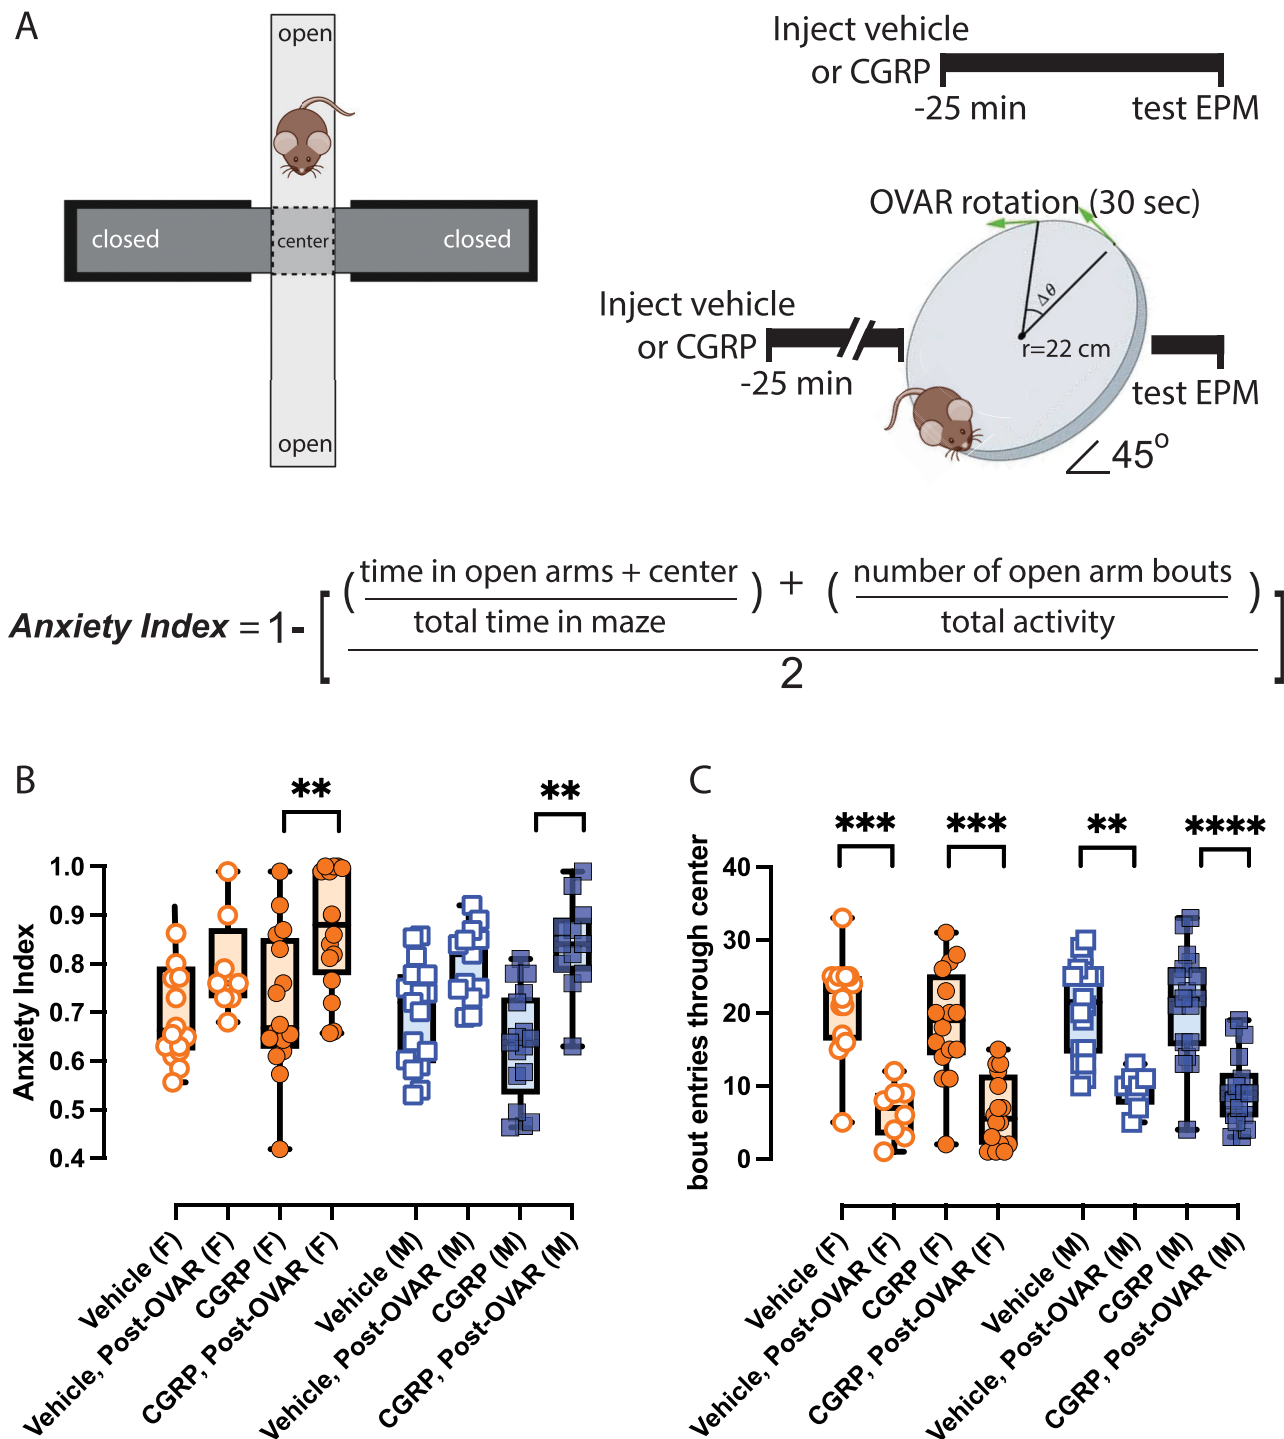 A
open
closed
center
closed
open
Inject vehicle
or CGRP
-25 min
test EPM
OVAR rotation (30 sec)
Δθ
r=22 cm
Inject vehicle
or CGRP
-25 min
test EPM
45°
Anxiety Index = 1- [ ( time in open arms + center / total time in maze ) + ( number of open arm bouts / total activity ) / 2 ]
B
** **
1.0
0.9
0.8
0.7
0.6
0.5
0.4
Anxiety Index
Vehicle (F)
Vehicle, Post-OVAR (F)
CGRP (F)
CGRP, Post-OVAR (F)
Vehicle (M)
Vehicle, Post-OVAR (M)
CGRP (M)
CGRP, Post-OVAR (M)
C
*** *** ** ****
40
30
20
10
0
bout entries through center
Vehicle (F)
Vehicle, Post-OVAR (F)
CGRP (F)
CGRP, Post-OVAR (F)
Vehicle (M)
Vehicle, Post-OVAR (M)
CGRP (M)
CGRP, Post-OVAR (M)